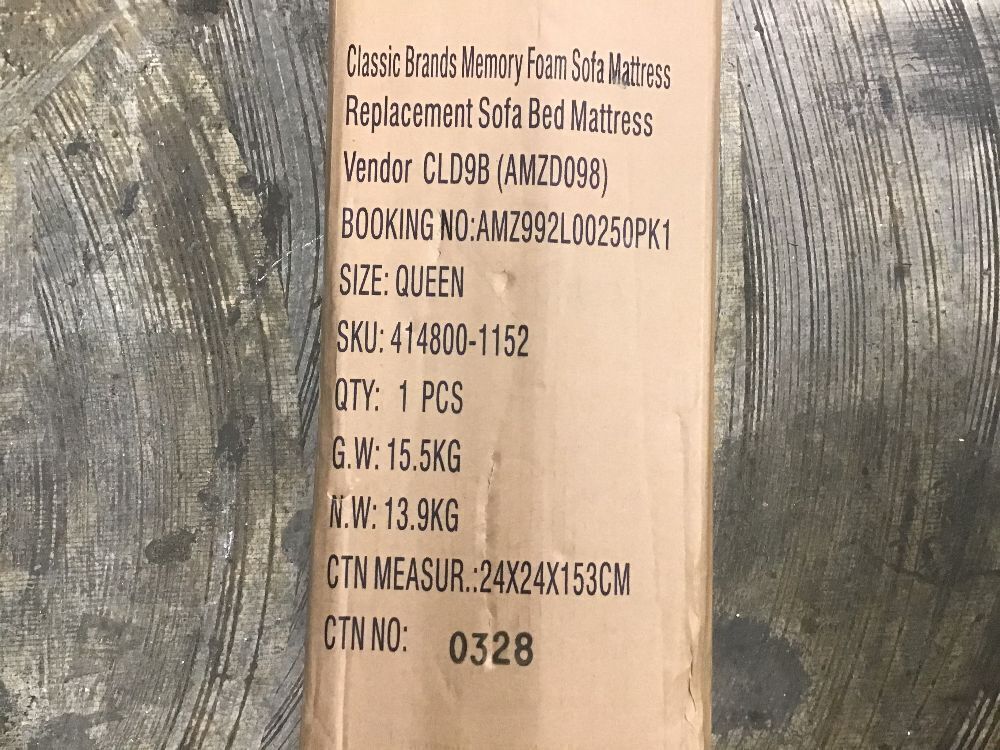 Classic Brands Memory Foam Sofa Mattress
Replacement Sofa Bed Mattress
Vendor CLD9B (AMZD098)
BOOKING NO:AMZ992L00250PK1
SIZE: QUEEN
SKU: 414800-1152
QTY: 1 PCS
G.W: 15.5KG
N.W: 13.9KG
CTN MEASUR.:24X24X153CM
CTN NO: 0328